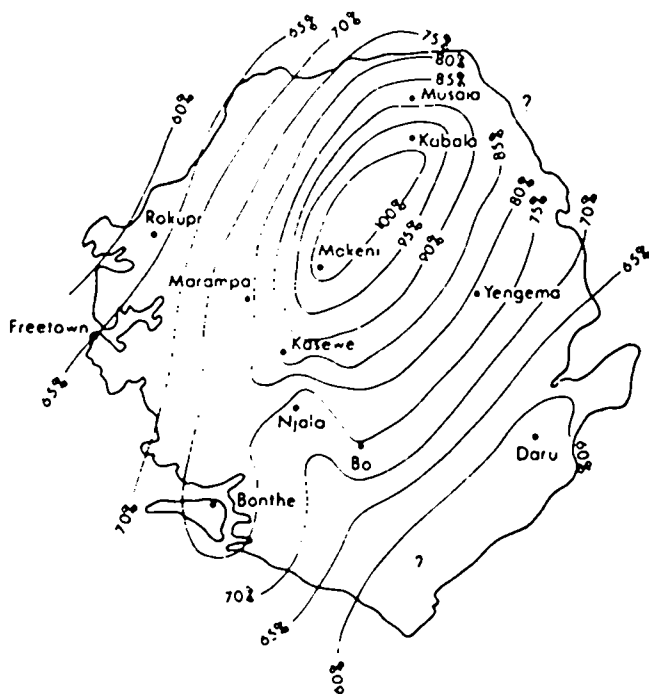 65%
70%
75%
80%
85%
Musaia
?
60%
Kabala
85%
80%
75%
70%
65%
Rokupr
100%
95%
90%
Makeni
Marampa
Yengema
Freetown
Kasewe
65%
Njala
Bo
Daru
60%
70%
Bonthe
?
70%
65%
60%